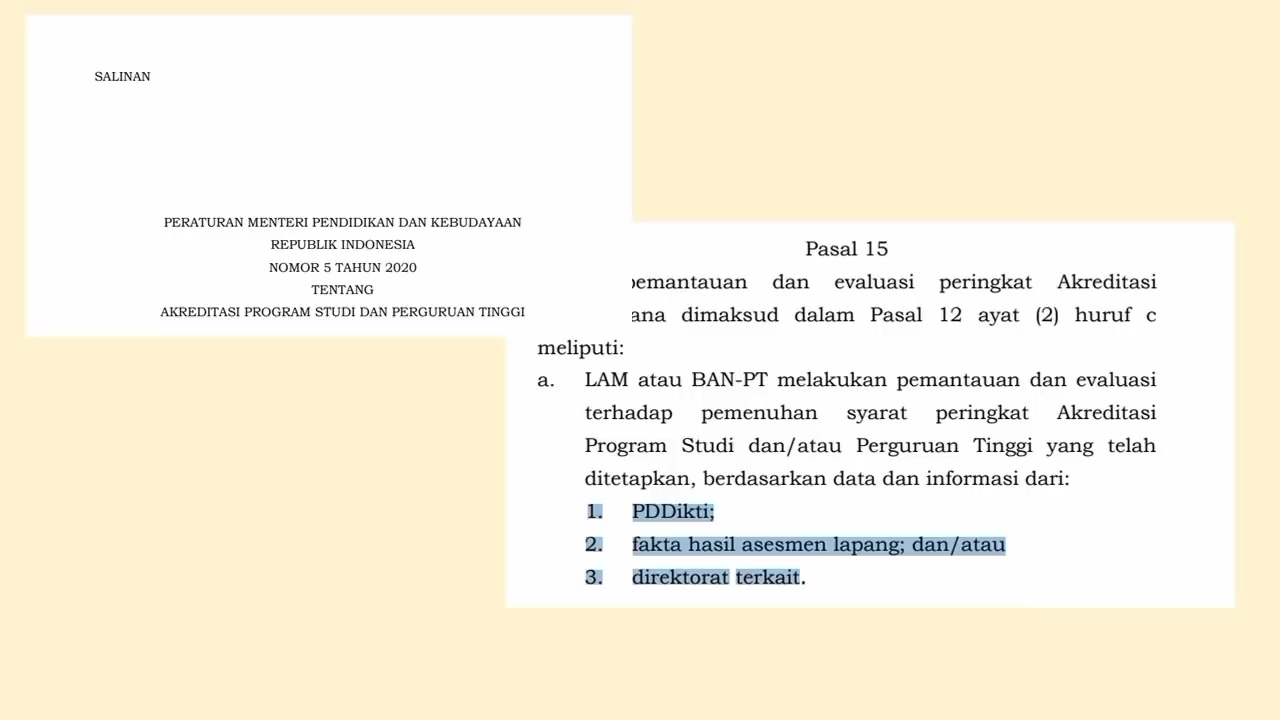 SALINAN
PERATURAN MENTERI PENDIDIKAN DAN KEBUDAYAAN
REPUBLIK INDONESIA
NOMOR 5 TAHUN 2020
TENTANG
AKREDITASI PROGRAM STUDI DAN PERGURUAN TINGGI
Pasal 15
pemantauan dan evaluasi peringkat Akreditasi
ana dimaksud dalam Pasal 12 ayat (2) huruf c
meliputi:
a. LAM atau BAN-PT melakukan pemantauan dan evaluasi
terhadap pemenuhan syarat peringkat Akreditasi
Program Studi dan/atau Perguruan Tinggi yang telah
ditetapkan, berdasarkan data dan informasi dari:
1. PDDikti;
2. fakta hasil asesmen lapang; dan/atau
3. direktorat terkait.